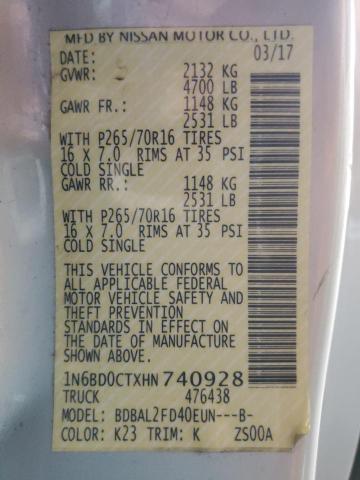 MFD BY NISSAN MOTOR CO., LTD.
DATE: 03/17
GVWR: 2132 KG
4700 LB
GAWR FR.: 1148 KG
2531 LB
WITH P265/70R16 TIRES
16 X 7.0 RIMS AT 35 PSI
COLD SINGLE
GAWR RR.: 1148 KG
2531 LB
WITH P265/70R16 TIRES
16 X 7.0 RIMS AT 35 PSI
COLD SINGLE
THIS VEHICLE CONFORMS TO
ALL APPLICABLE FEDERAL
MOTOR VEHICLE SAFETY AND
THEFT PREVENTION
STANDARDS IN EFFECT ON
THE DATE OF MANUFACTURE
SHOWN ABOVE.
1N6BD0CTXHN740928
TRUCK 476438
MODEL: BDBAL2FD40EUN---B-
COLOR: K23 TRIM: K ZS00A